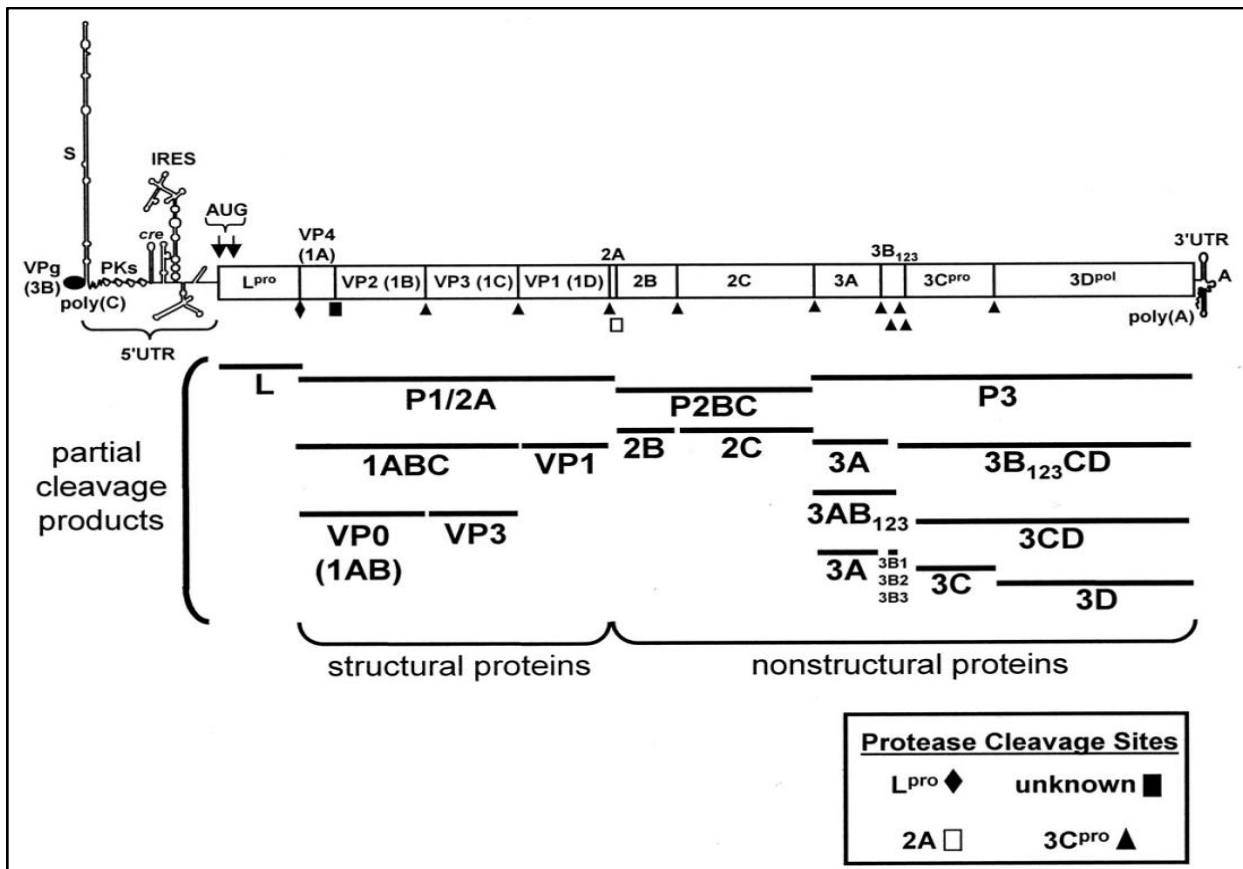 S
IRES
AUG
cre
VP4
(1A)
2A
3B₁₂₃
3'UTR
VPg
(3B)
PKs
poly(C)
Lᵖʳᵒ
VP2 (1B)
VP3 (1C)
VP1 (1D)
2B
2C
3A
3Cᵖʳᵒ
3Dᵖᵒˡ
A
poly(A)
5'UTR
partial
cleavage
products
L
P1/2A
P2BC
P3
1ABC
VP1
2B
2C
3A
3B₁₂₃CD
VP0
(1AB)
VP3
3AB₁₂₃
3CD
3A
3B1
3B2
3B3
3C
3D
structural proteins
nonstructural proteins
Protease Cleavage Sites
Lᵖʳᵒ ♦ unknown ■
2A □ 3Cᵖʳᵒ ▲